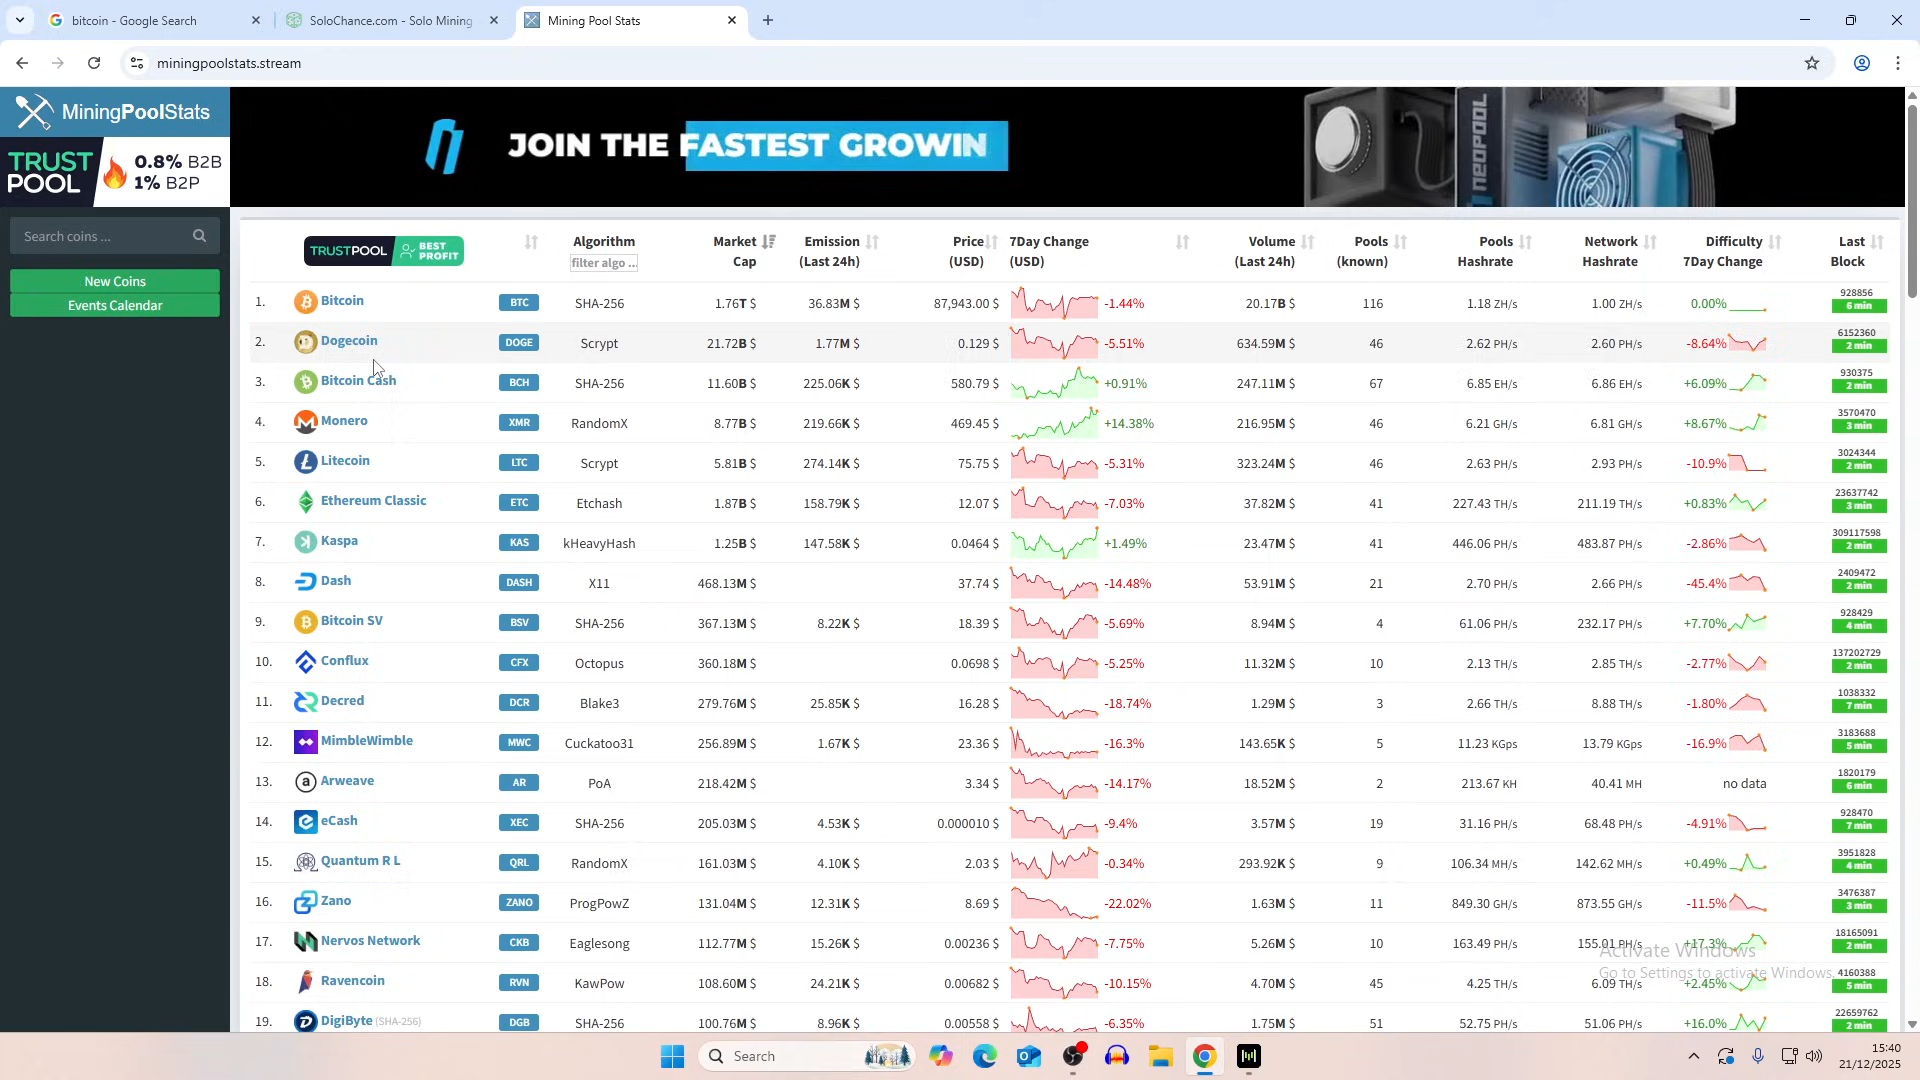 bitcoin - Google Search
SoloChance.com - Solo Mining
Mining Pool Stats
miningpoolstats.stream
MiningPoolStats
TRUST POOL 0.8% B2B
1% B2P
JOIN THE FASTEST GROWIN
NEOPOOL
Search coins ...
New Coins
Events Calendar
TRUSTPOOL BEST PROFIT Algorithm filter algo ... Market Cap Emission (Last 24h) Price (USD) 7Day Change (USD) Volume (Last 24h) Pools (known) Pools Hashrate Network Hashrate Difficulty 7Day Change Last Block
1. Bitcoin BTC SHA-256 1.76T $ 36.83M $ 87,943.00 $ -1.44% 20.17B $ 116 1.18 ZH/s 1.00 ZH/s 0.00% 928856 6 min
2. Dogecoin DOGE Scrypt 21.72B $ 1.77M $ 0.129 $ -5.51% 634.59M $ 46 2.62 PH/s 2.60 PH/s -8.64% 6152360 2 min
3. Bitcoin Cash BCH SHA-256 11.60B $ 225.06K $ 580.79 $ +0.91% 247.11M $ 67 6.85 EH/s 6.86 EH/s +6.09% 930375 2 min
4. Monero XMR RandomX 8.77B $ 219.66K $ 469.45 $ +14.38% 216.95M $ 46 6.21 GH/s 6.81 GH/s +8.67% 3570470 3 min
5. Litecoin LTC Scrypt 5.81B $ 274.14K $ 75.75 $ -5.31% 323.24M $ 46 2.63 PH/s 2.93 PH/s -10.9% 3024344 2 min
6. Ethereum Classic ETC Etchash 1.87B $ 158.79K $ 12.07 $ -7.03% 37.82M $ 41 227.43 TH/s 211.19 TH/s +0.83% 23637742 3 min
7. Kaspa KAS kHeavyHash 1.25B $ 147.58K $ 0.0464 $ +1.49% 23.47M $ 41 446.06 PH/s 483.87 PH/s -2.86% 309117598 2 min
8. Dash DASH X11 468.13M $ 37.74 $ -14.48% 53.91M $ 21 2.70 PH/s 2.66 PH/s -45.4% 2409472 2 min
9. Bitcoin SV BSV SHA-256 367.13M $ 8.22K $ 18.39 $ -5.69% 8.94M $ 4 61.06 PH/s 232.17 PH/s +7.70% 928429 4 min
10. Conflux CFX Octopus 360.18M $ 0.0698 $ -5.25% 11.32M $ 10 2.13 TH/s 2.85 TH/s -2.77% 137202729 2 min
11. Decred DCR Blake3 279.76M $ 25.85K $ 16.28 $ -18.74% 1.29M $ 3 2.66 TH/s 8.88 TH/s -1.80% 1038332 7 min
12. MimbleWimble MWC Cuckatoo31 256.89M $ 1.67K $ 23.36 $ -16.3% 143.65K $ 5 11.23 KGps 13.79 KGps -16.9% 3183688 5 min
13. Arweave AR PoA 218.42M $ 3.34 $ -14.17% 18.52M $ 2 213.67 KH 40.41 MH no data 1820179 6 min
14. eCash XEC SHA-256 205.03M $ 4.53K $ 0.000010 $ -9.4% 3.57M $ 19 31.16 PH/s 68.48 PH/s -4.91% 928470 7 min
15. Quantum R L QRL RandomX 161.03M $ 4.10K $ 2.03 $ -0.34% 293.92K $ 9 106.34 MH/s 142.62 MH/s +0.49% 3951828 4 min
16. Zano ZANO ProgPowZ 131.04M $ 12.31K $ 8.69 $ -22.02% 1.63M $ 11 849.30 GH/s 873.55 GH/s -11.5% 3476387 3 min
17. Nervos Network CKB Eaglesong 112.77M $ 15.26K $ 0.00236 $ -7.75% 5.26M $ 10 163.49 PH/s 155.01 PH/s +17.3% 18165091 2 min
Activate Windows
Go to Settings to activate Windows.
18. Ravencoin RVN KawPow 108.60M $ 24.21K $ 0.00682 $ -10.15% 4.70M $ 45 4.25 TH/s 6.09 TH/s +2.45% 4160388 5 min
19. DigiByte (SHA-256) DGB SHA-256 100.76M $ 8.96K $ 0.00558 $ -6.35% 1.75M $ 51 52.75 PH/s 51.06 PH/s +16.0% 22659762 2 min
Search
15:40
21/12/2025